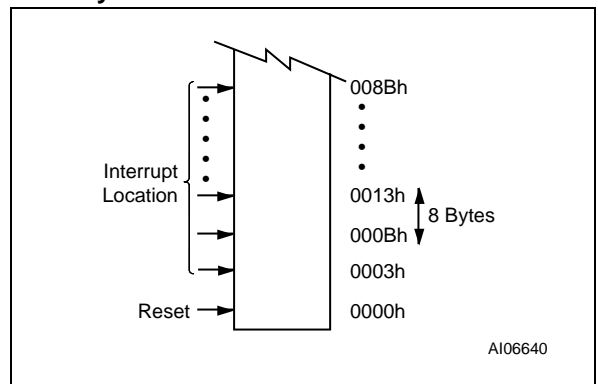 008Bh
Interrupt
Location
0013h
8 Bytes
000Bh
0003h
Reset
0000h
AI06640